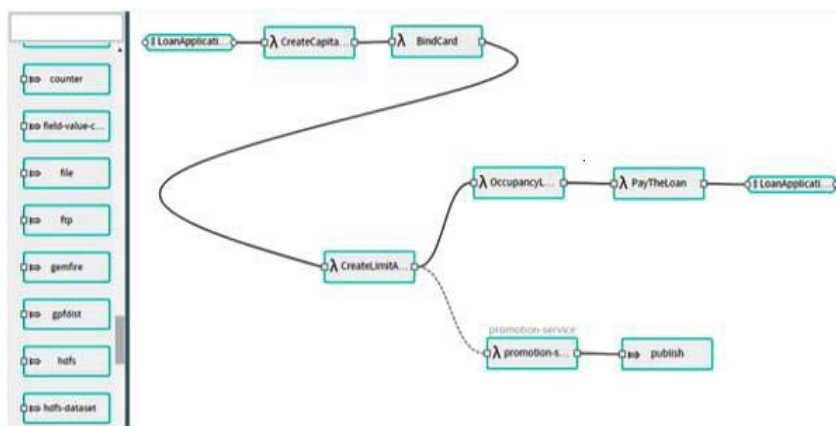 LoanApplicati...
λ CreateCapita...
λ BindCard
counter
field-value-c...
file
ftp
gemfire
gpfdist
hdfs
hdfs-dataset
λ OccupancyL...
λ PayTheLoan
LoanApplicati...
λ CreateLimitA...
promotion-service
λ promotion-s...
publish